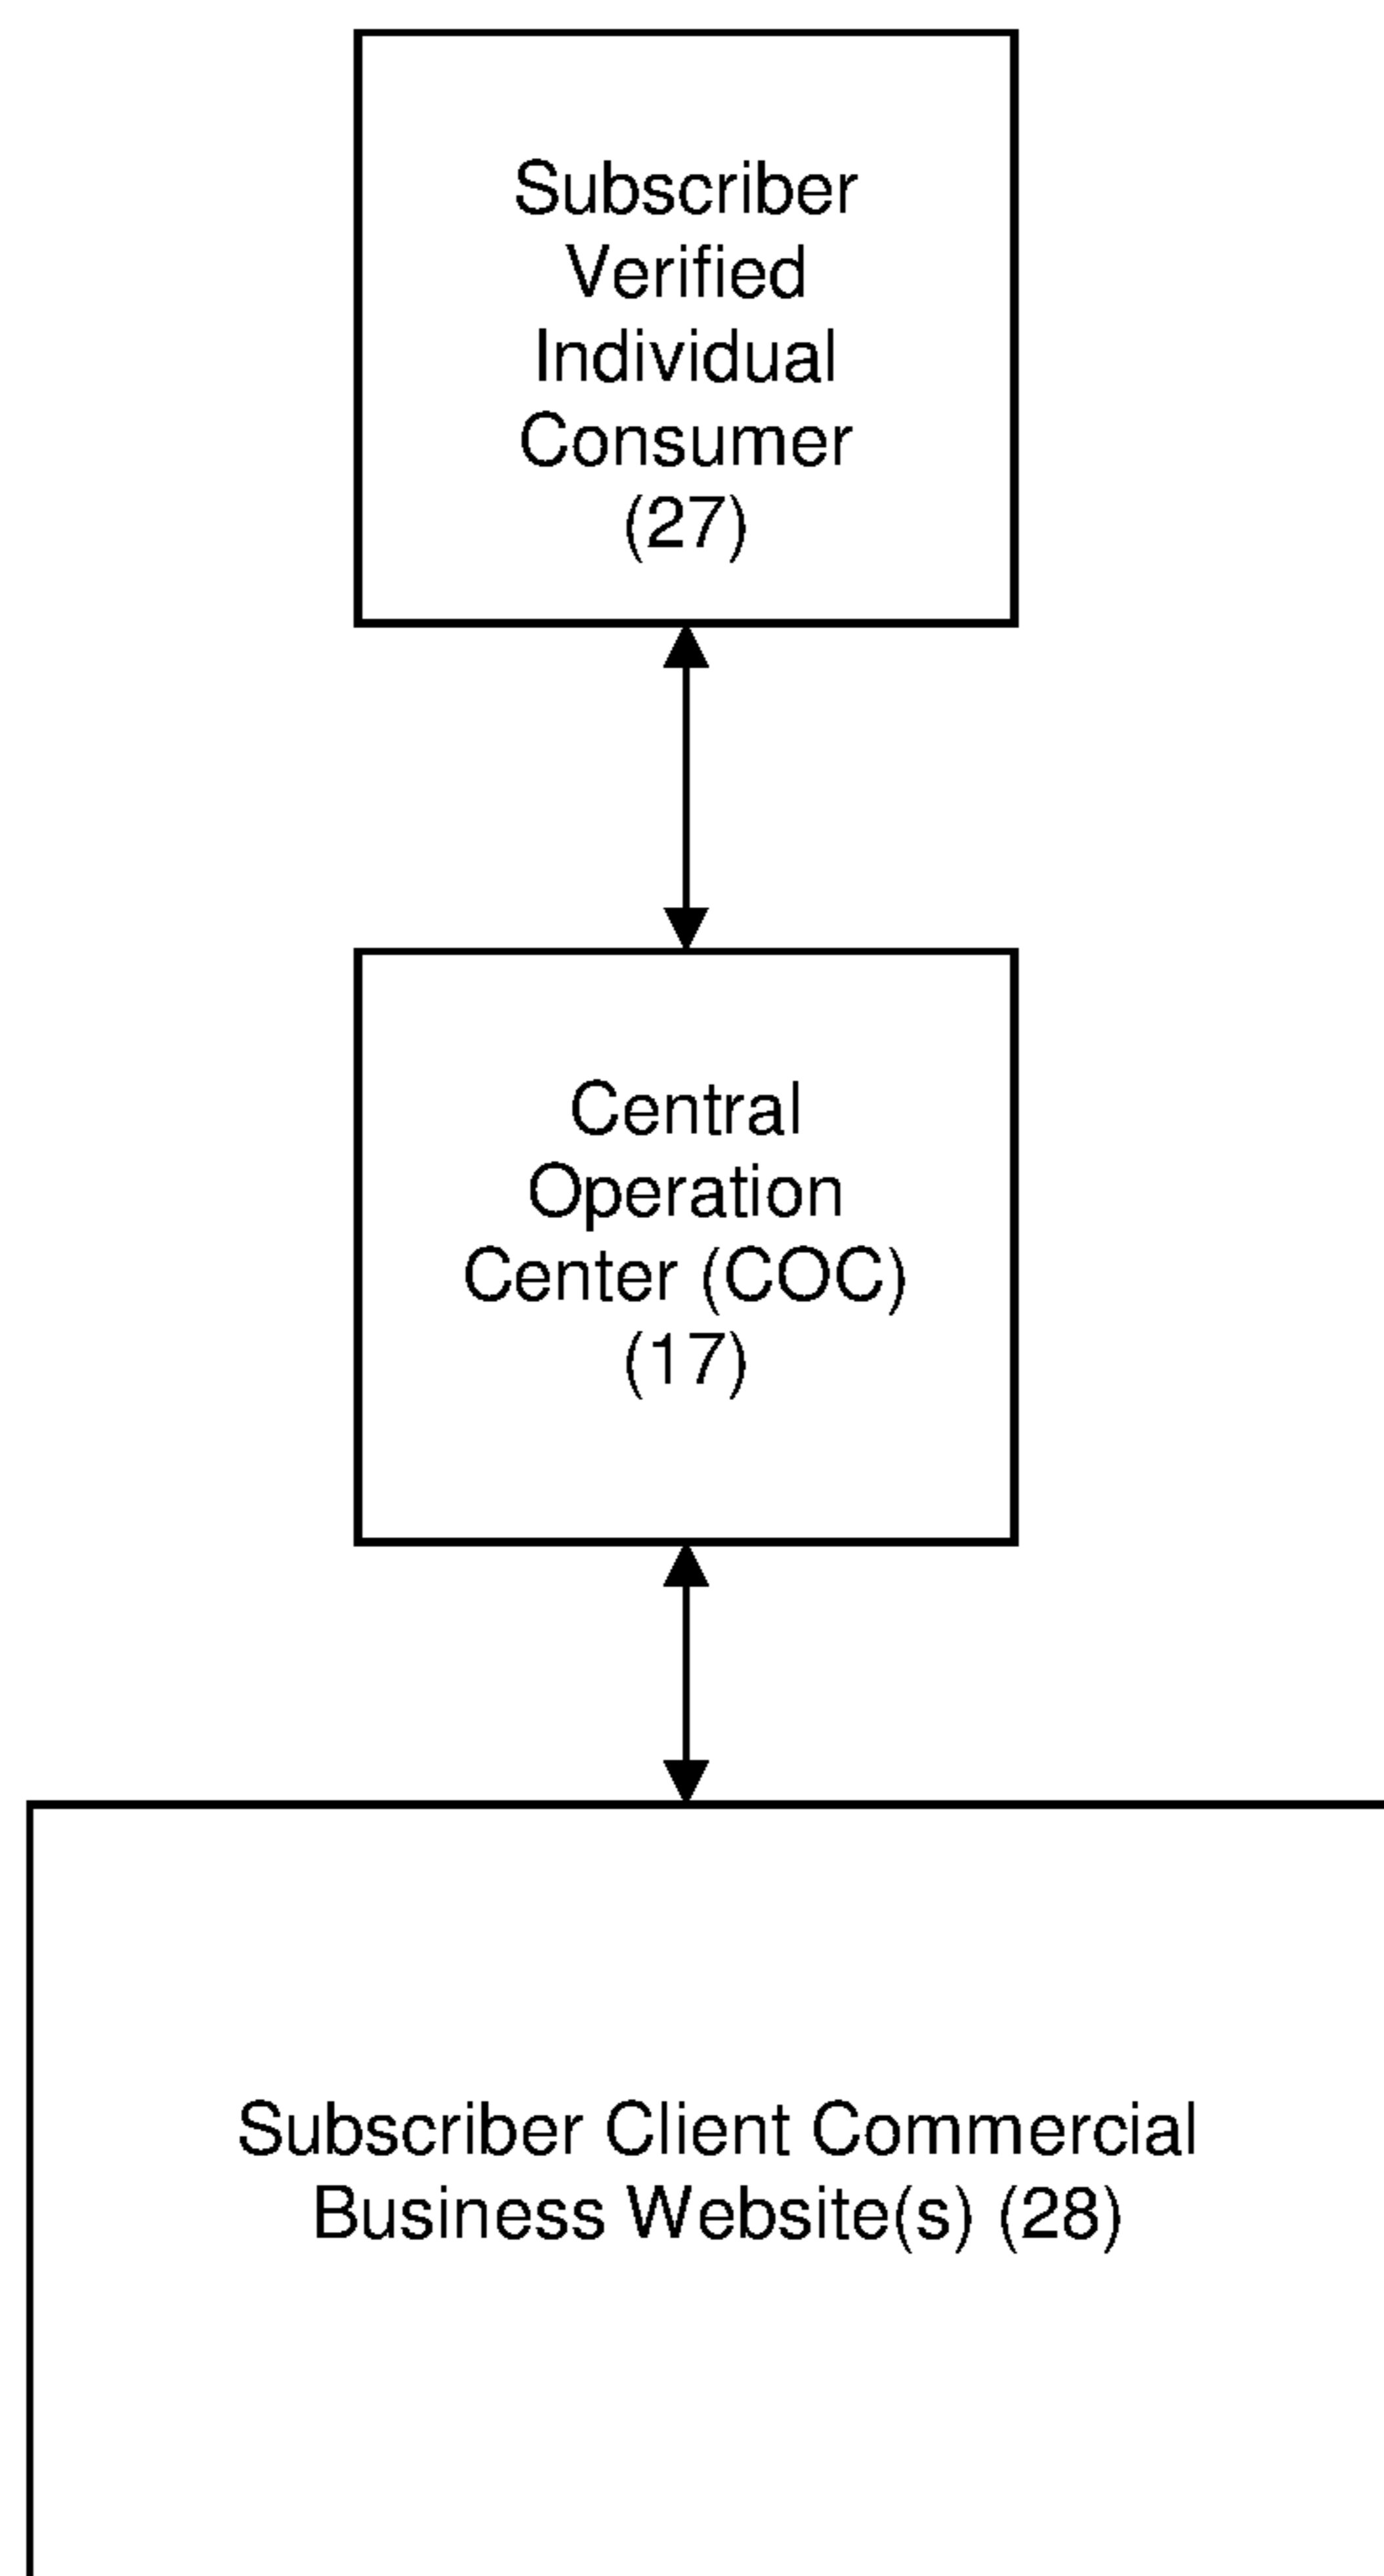 Subscriber
Verified
Individual
Consumer
(27)
Central
Operation
Center (COC)
(17)
Subscriber Client Commercial
Business Website(s) (28)